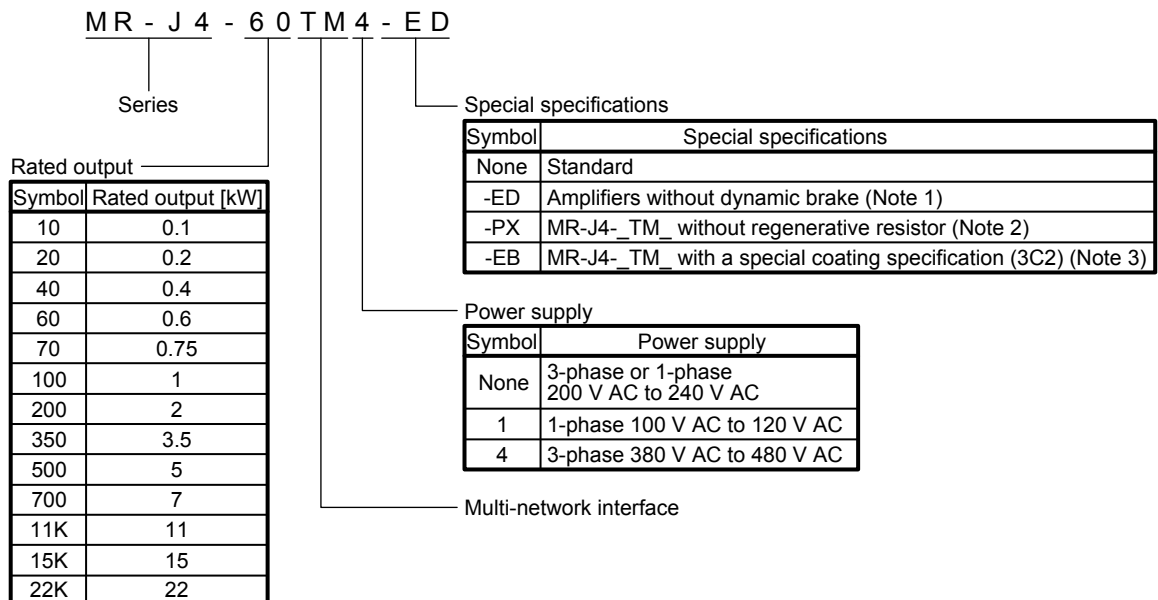 MR-J4-60TM4-ED
Series
Special specifications
Symbol Special specifications
None Standard
-ED Amplifiers without dynamic brake (Note 1)
-PX MR-J4-_TM_ without regenerative resistor (Note 2)
-EB MR-J4-_TM_ with a special coating specification (3C2) (Note 3)
Rated output
Symbol Rated output [kW]
10 0.1
20 0.2
40 0.4
60 0.6
70 0.75
100 1
200 2
350 3.5
500 5
700 7
11K 11
15K 15
22K 22
Power supply
Symbol Power supply
None 3-phase or 1-phase
200 V AC to 240 V AC
1 1-phase 100 V AC to 120 V AC
4 3-phase 380 V AC to 480 V AC
Multi-network interface